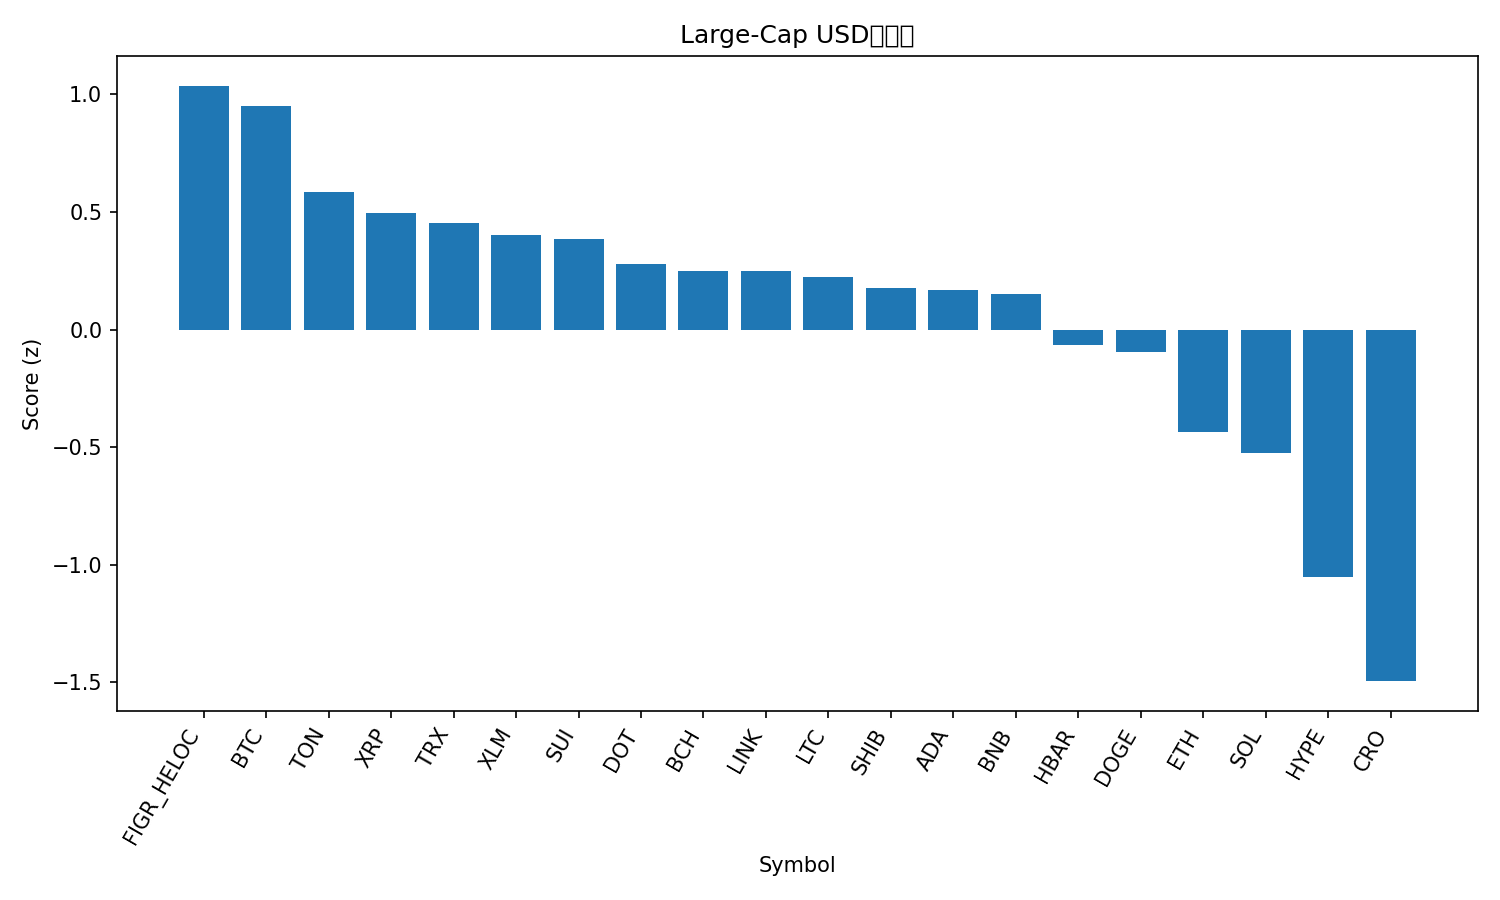 Large-Cap USD
Score (z)
1.0
0.5
0.0
−0.5
−1.0
−1.5
FIGR_HELOC
BTC
TON
XRP
TRX
XLM
SUI
DOT
BCH
LINK
LTC
SHIB
ADA
BNB
HBAR
DOGE
ETH
SOL
HYPE
CRO
Symbol